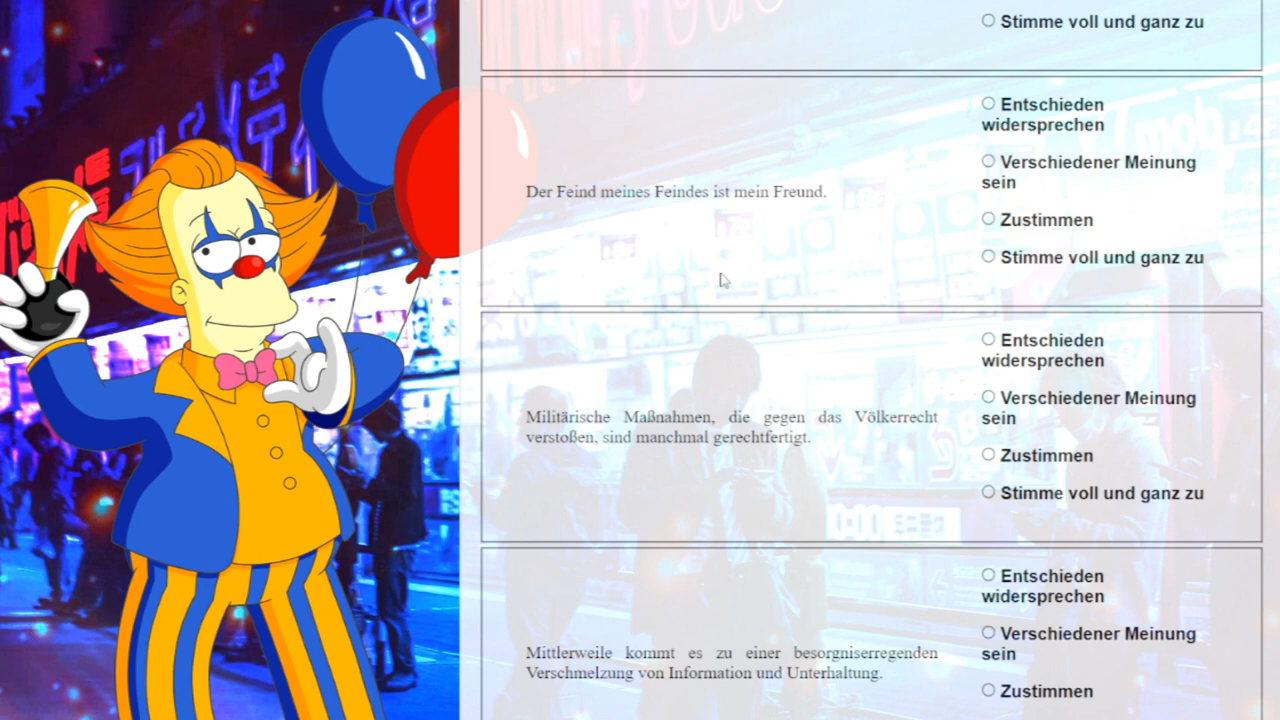 Stimme voll und ganz zu
Entschieden
widersprechen
Verschiedener Meinung
sein
Der Feind meines Feindes ist mein Freund.
Zustimmen
Stimme voll und ganz zu
Entschieden
widersprechen
Verschiedener Meinung
sein
Militärische Maßnahmen, die gegen das Völkerrecht
verstoßen, sind manchmal gerechtfertigt.
Zustimmen
Stimme voll und ganz zu
Entschieden
widersprechen
Verschiedener Meinung
sein
Mittlerweile kommt es zu einer besorgniserregenden
Verschmelzung von Information und Unterhaltung.
Zustimmen